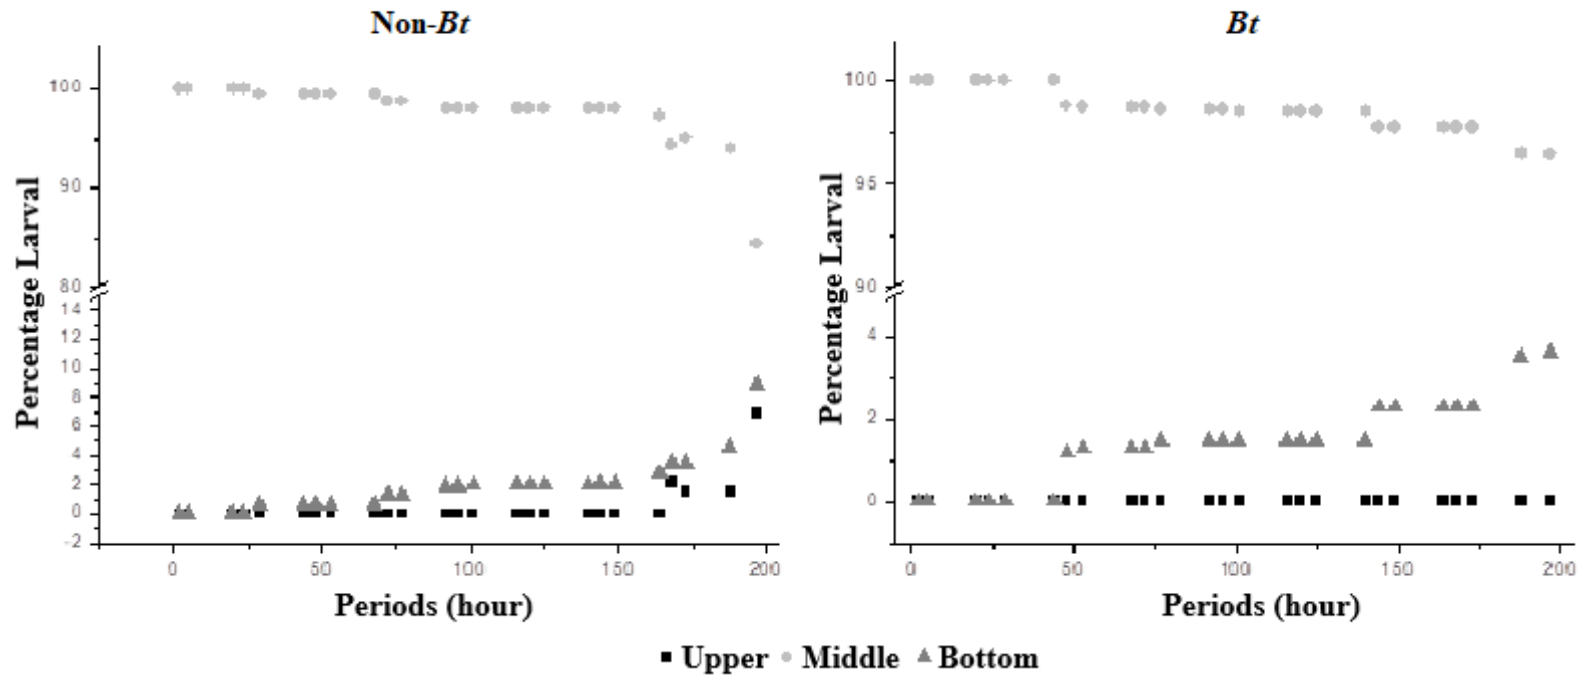 Non-Bt
Percentage Larval
100
90
80
14
12
10
8
6
4
2
0
-2
0 50 100 150 200
Periods (hour)
Bt
Percentage Larval
100
95
90
4
2
0
0 50 100 150 200
Periods (hour)
Upper Middle Bottom